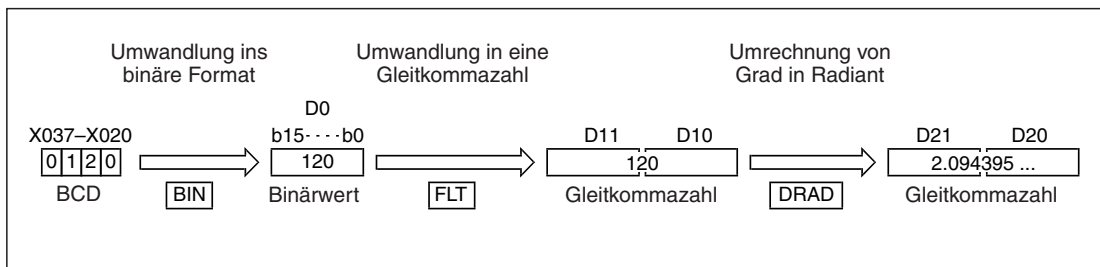 Umwandlung ins
binäre Format
Umwandlung in eine
Gleitkommazahl
Umrechnung von
Grad in Radiant
D0
X037–X020
b15- - - - b0
D11 D10
D21 D20
0 1 2 0
120
120
2.094395 ...
BCD
BIN
Binärwert
FLT
Gleitkommazahl
DRAD
Gleitkommazahl